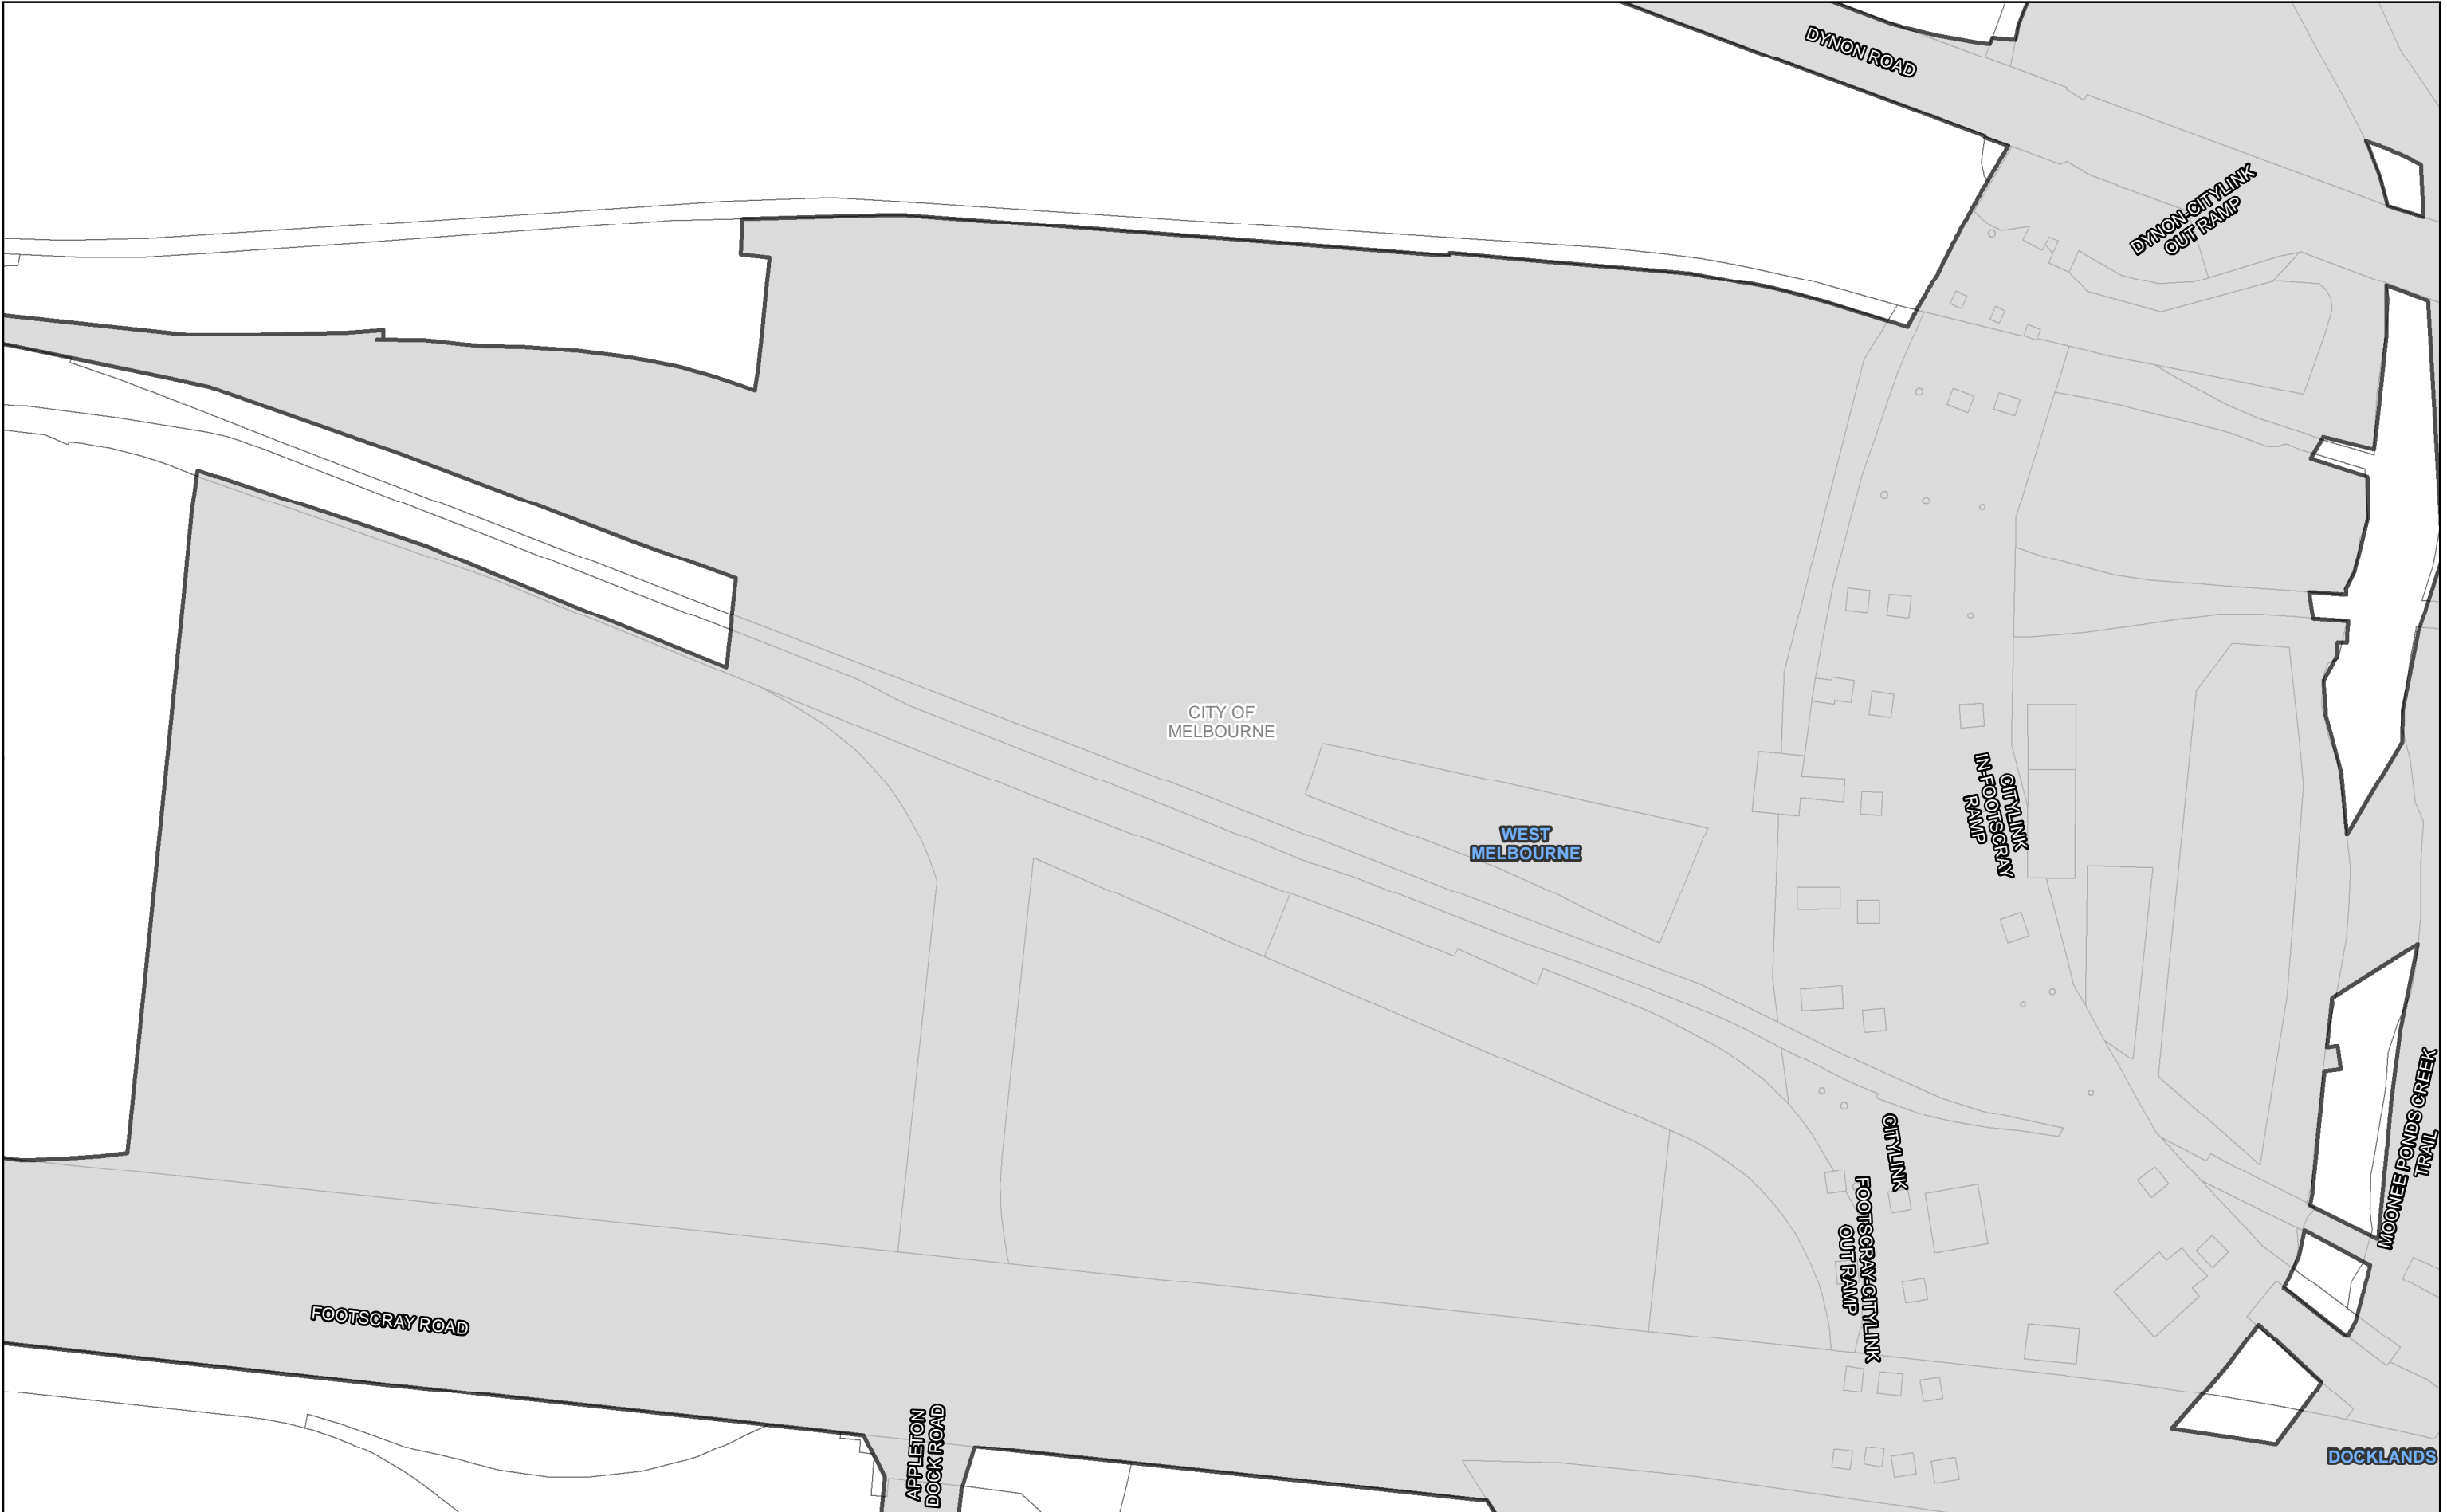 DYNON ROAD
DYNON-CITYLINK
OUT RAMP
CITY OF
MELBOURNE
WEST
MELBOURNE
CITYLINK
IN-FOOTSCRAY
RAMP
MOONEE PONDS CREEK
TRAIL
CITYLINK
FOOTSCRAY-CITYLINK
OUT RAMP
FOOTSCRAY ROAD
APPLETON
DOCK ROAD
DOCKLANDS